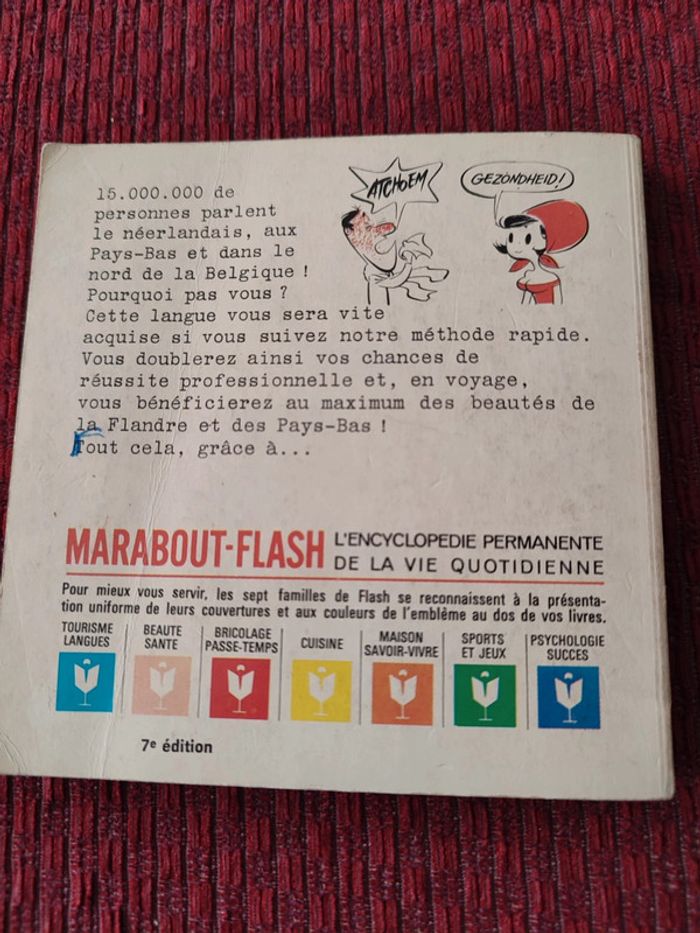 15.000.000 de
personnes parlent
le néerlandais, aux
Pays-Bas et dans le
nord de la Belgique !
Pourquoi pas vous ?
Cette langue vous sera vite
acquise si vous suivez notre méthode rapide.
Vous doublerez ainsi vos chances de
réussite professionnelle et, en voyage,
vous bénéficierez au maximum des beautés de
la Flandre et des Pays-Bas !
Tout cela, grâce à...
ATCHOEM
GEZONDHEID!
MARABOUT-FLASH
L'ENCYCLOPEDIE PERMANENTE
DE LA VIE QUOTIDIENNE
Pour mieux vous servir, les sept familles de Flash se reconnaissent à la présenta-
tion uniforme de leurs couvertures et aux couleurs de l'emblème au dos de vos livres.
TOURISME
LANGUES
BEAUTE
SANTE
BRICOLAGE
PASSE-TEMPS
CUISINE
MAISON
SAVOIR-VIVRE
SPORTS
ET JEUX
PSYCHOLOGIE
SUCCES
7e édition